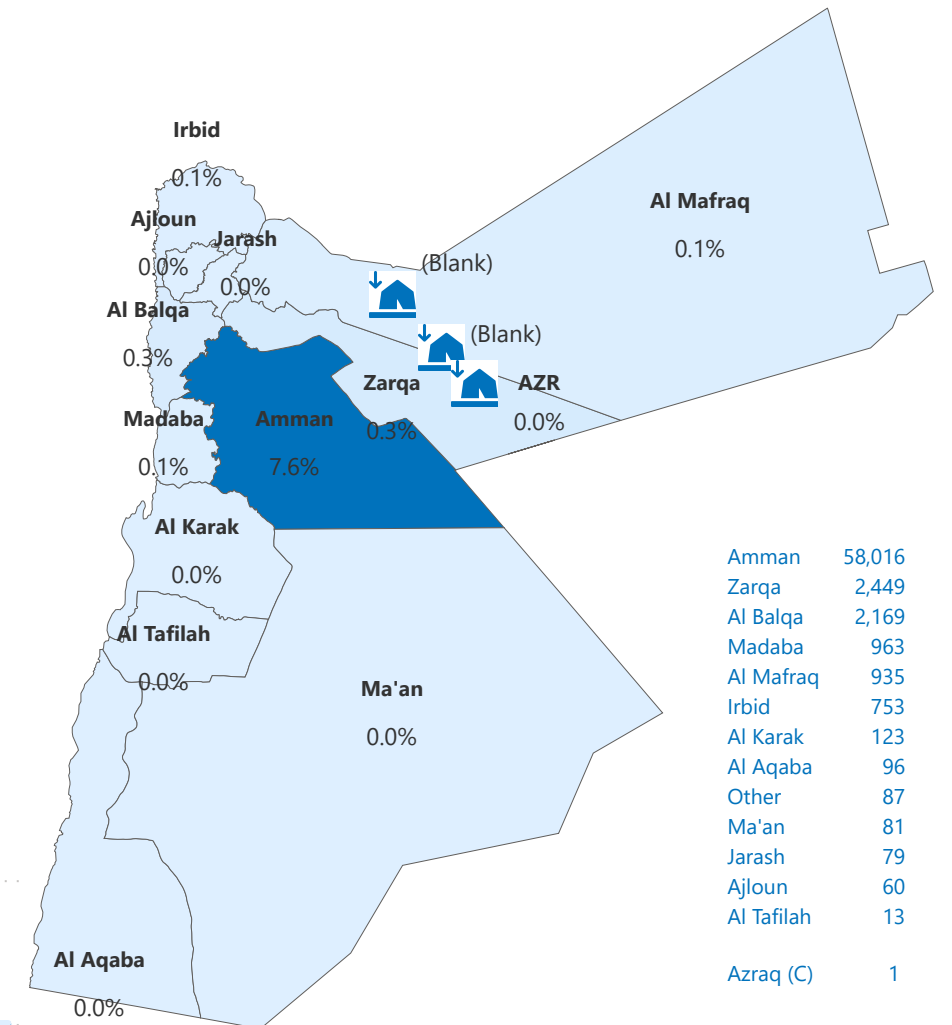 Irbid
0.1%
Al Mafraq
0.1%
Ajloun
0.0%
Jarash
0.0%
(Blank)
(Blank)
Al Balqa
0.3%
Zarqa
0.3%
AZR
0.0%
Madaba
0.1%
Amman
7.6%
Al Karak
0.0%
Al Tafilah
0.0%
Ma'an
0.0%
Al Aqaba
0.0%
Amman 58,016
Zarqa 2,449
Al Balqa 2,169
Madaba 963
Al Mafraq 935
Irbid 753
Al Karak 123
Al Aqaba 96
Other 87
Ma'an 81
Jarash 79
Ajloun 60
Al Tafilah 13
Azraq (C) 1